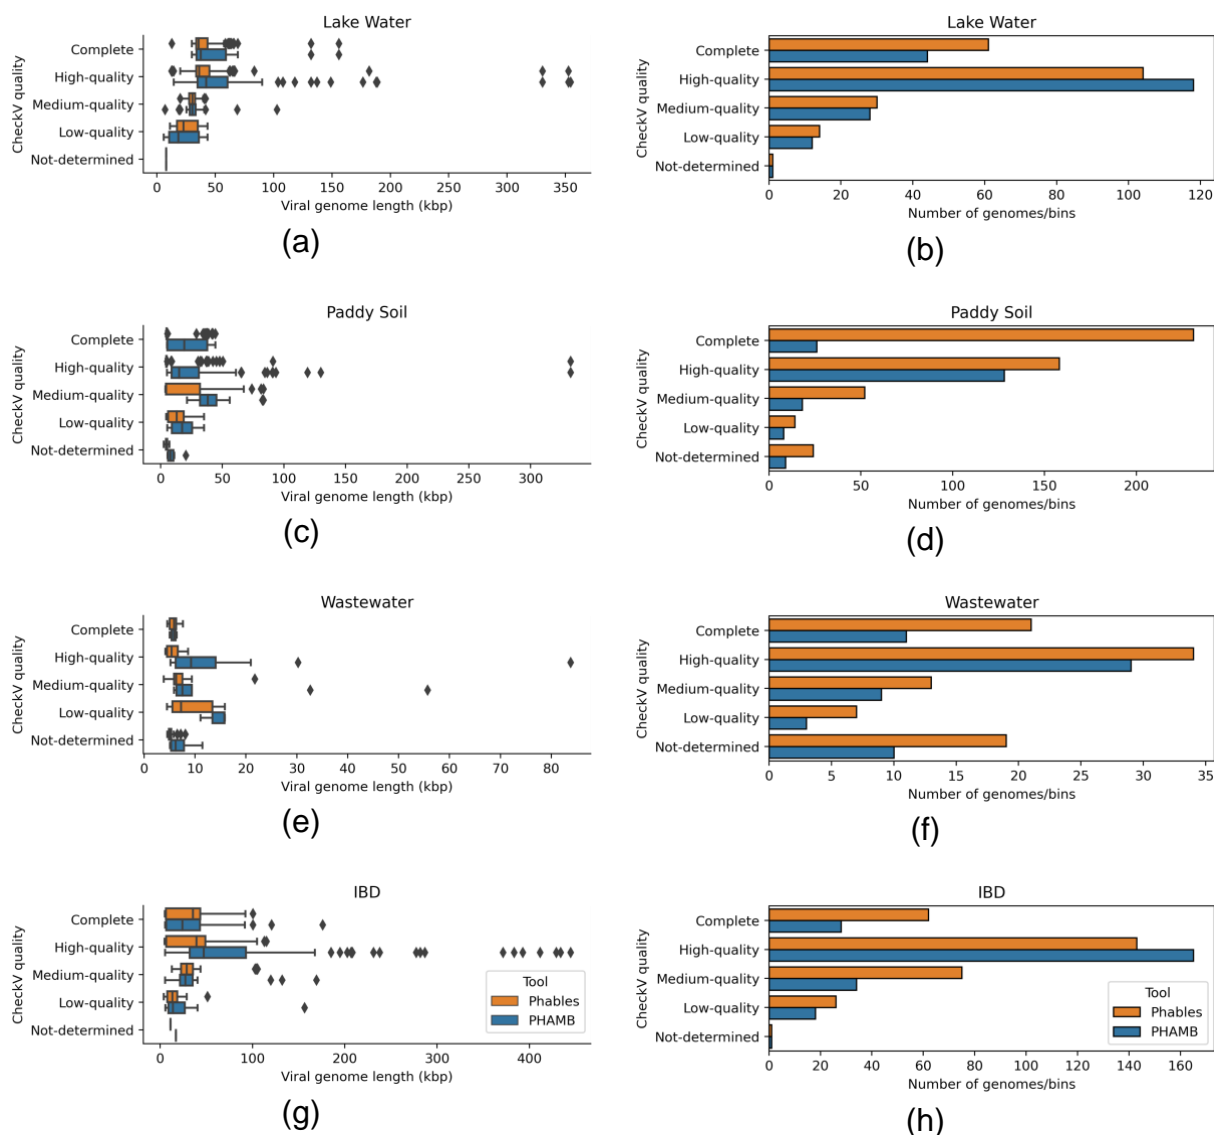 Lake Water
CheckV quality
Complete
High-quality
Medium-quality
Low-quality
Not-determined
0 50 100 150 200 250 300 350
Viral genome length (kbp)
(a)
Lake Water
CheckV quality
Complete
High-quality
Medium-quality
Low-quality
Not-determined
0 20 40 60 80 100 120
Number of genomes/bins
(b)
Paddy Soil
CheckV quality
Complete
High-quality
Medium-quality
Low-quality
Not-determined
0 50 100 150 200 250 300
Viral genome length (kbp)
(c)
Paddy Soil
CheckV quality
Complete
High-quality
Medium-quality
Low-quality
Not-determined
0 50 100 150 200
Number of genomes/bins
(d)
Wastewater
CheckV quality
Complete
High-quality
Medium-quality
Low-quality
Not-determined
0 10 20 30 40 50 60 70 80
Viral genome length (kbp)
(e)
Wastewater
CheckV quality
Complete
High-quality
Medium-quality
Low-quality
Not-determined
0 5 10 15 20 25 30 35
Number of genomes/bins
(f)
IBD
CheckV quality
Complete
High-quality
Medium-quality
Low-quality
Not-determined
Tool
Phables
PHAMB
0 100 200 300 400
Viral genome length (kbp)
(g)
IBD
CheckV quality
Complete
High-quality
Medium-quality
Low-quality
Not-determined
Tool
Phables
PHAMB
0 20 40 60 80 100 120 140 160
Number of genomes/bins
(h)